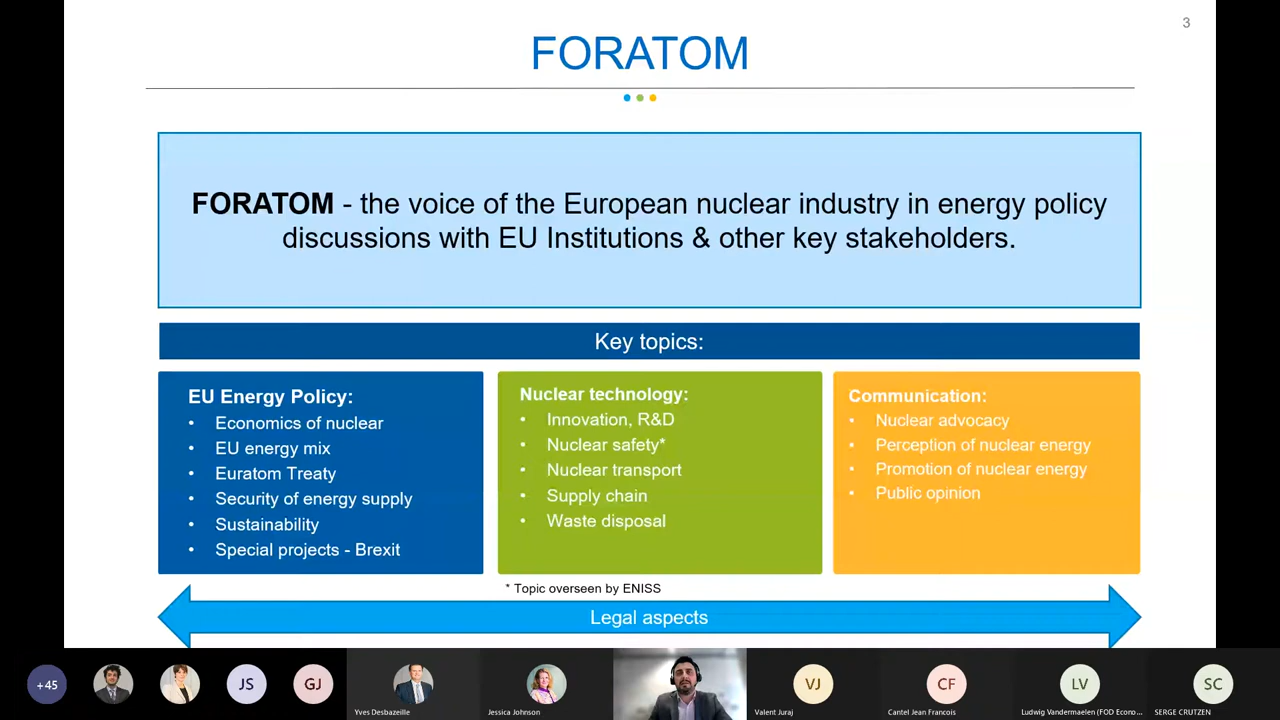 3
FORATOM
FORATOM - the voice of the European nuclear industry in energy policy
discussions with EU Institutions & other key stakeholders.
Key topics:
EU Energy Policy:
• Economics of nuclear
• EU energy mix
• Euratom Treaty
• Security of energy supply
• Sustainability
• Special projects - Brexit
Nuclear technology:
• Innovation, R&D
• Nuclear safety*
• Nuclear transport
• Supply chain
• Waste disposal
Communication:
• Nuclear advocacy
• Perception of nuclear energy
• Promotion of nuclear energy
• Public opinion
* Topic overseen by ENISS
Legal aspects
+45
JS
GJ
Yves Desbazeille
Jessica Johnson
VJ
Valent Juraj
CF
Cantel Jean Francois
LV
Ludwig Vandermaelen (FOD Econo...
SC
SERGE CRUTZEN